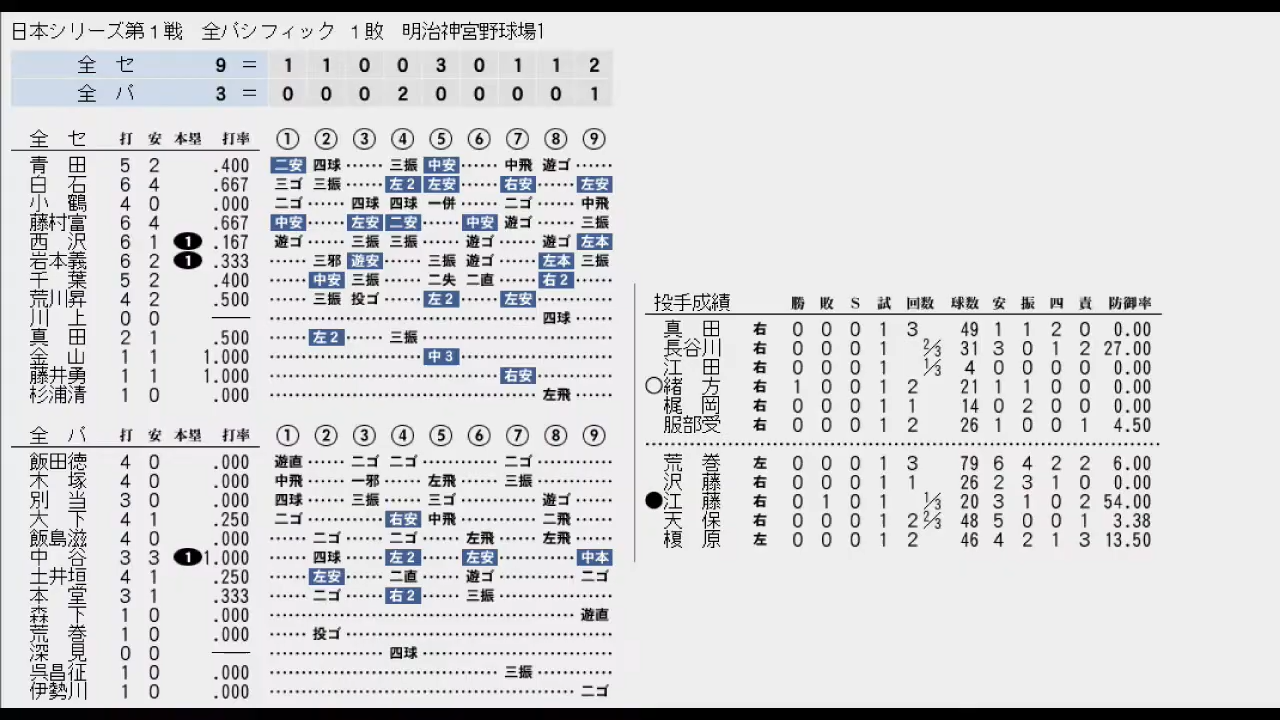 日本シリーズ第１戦　全パシフィック １敗　明治神宮野球場1
全 セ 9 = 1 1 0 0 3 0 1 1 2
全 パ 3 = 0 0 0 2 0 0 0 0 1
全 セ 打 安 本塁 打率 ① ② ③ ④ ⑤ ⑥ ⑦ ⑧ ⑨
青 田 5 2 .400 二安 四球 …… 三振 中安 …… 中飛 遊ゴ ……
白 石 6 4 .667 三ゴ 三振 …… 左２ 左安 …… 右安 …… 左安
小 鶴 4 0 .000 二ゴ …… 四球 四球 一併 …… 二ゴ …… 中飛
藤村富 6 4 .667 中安 …… 左安 二安 …… 中安 遊ゴ …… 三振
西 沢 6 1 1 .167 遊ゴ …… 三振 三振 …… 遊ゴ …… 遊ゴ 左本
岩本義 6 2 1 .333 …… 三邪 遊安 …… 三振 遊ゴ …… 左本 三振
千 葉 5 2 .400 …… 中安 三振 …… 二失 二直 …… 右２ ……
荒川昇 4 2 .500 …… 三振 投ゴ …… 左２ …… 左安 ……
川 上 0 0 ―― …… 四球 ……
真 田 2 1 .500 …… 左２ …… 三振 ……
金 山 1 1 1.000 …… 中３ ……
藤井勇 1 1 1.000 …… 右安 ……
杉浦清 1 0 .000 …… 左飛 ……
全 パ 打 安 本塁 打率 ① ② ③ ④ ⑤ ⑥ ⑦ ⑧ ⑨
飯田徳 4 0 .000 遊直 …… 二ゴ 二ゴ …… 二ゴ ……
木 塚 4 0 .000 中飛 …… 一邪 …… 左飛 …… 三振 ……
別 当 3 0 .000 四球 …… 三振 …… 三ゴ …… 遊ゴ ……
大 下 4 1 .250 二ゴ …… 右安 中飛 …… 二飛 ……
飯島滋 4 0 .000 …… 二ゴ …… 二ゴ …… 左飛 …… 左飛 ……
中 谷 3 3 1 1.000 …… 四球 …… 左２ …… 左安 …… 中本
土井垣 4 1 .250 …… 左安 …… 二直 …… 遊ゴ …… 二ゴ
本 堂 3 1 .333 …… 二ゴ …… 右２ …… 三振 ……
森 下 1 0 .000 …… 遊直
荒 巻 1 0 .000 …… 投ゴ ……
深 見 0 0 ―― …… 四球 ……
呉昌征 1 0 .000 …… 三振 ……
伊勢川 1 0 .000 …… 二ゴ
投手成績 勝 敗 S 試 回数 球数 安 振 四 責 防御率
真 田 右 0 0 0 1 3 49 1 1 2 0 0.00
長谷川 右 0 0 0 1 2/3 31 3 0 1 2 27.00
江 田 右 0 0 0 1 1/3 4 0 0 0 0 0.00
○緒 方 右 1 0 0 1 2 21 1 1 0 0 0.00
梶 岡 右 0 0 0 1 1 14 0 2 0 0 0.00
服部受 右 0 0 0 1 2 26 1 0 0 1 4.50
荒 巻 左 0 0 0 1 3 79 6 4 2 2 6.00
沢 藤 右 0 0 0 1 1 26 2 3 1 0 0.00
●江 藤 右 0 1 0 1 1/3 20 3 1 0 2 54.00
天 保 右 0 0 0 1 2 2/3 48 5 0 0 1 3.38
榎 原 左 0 0 0 1 2 46 4 2 1 3 13.50